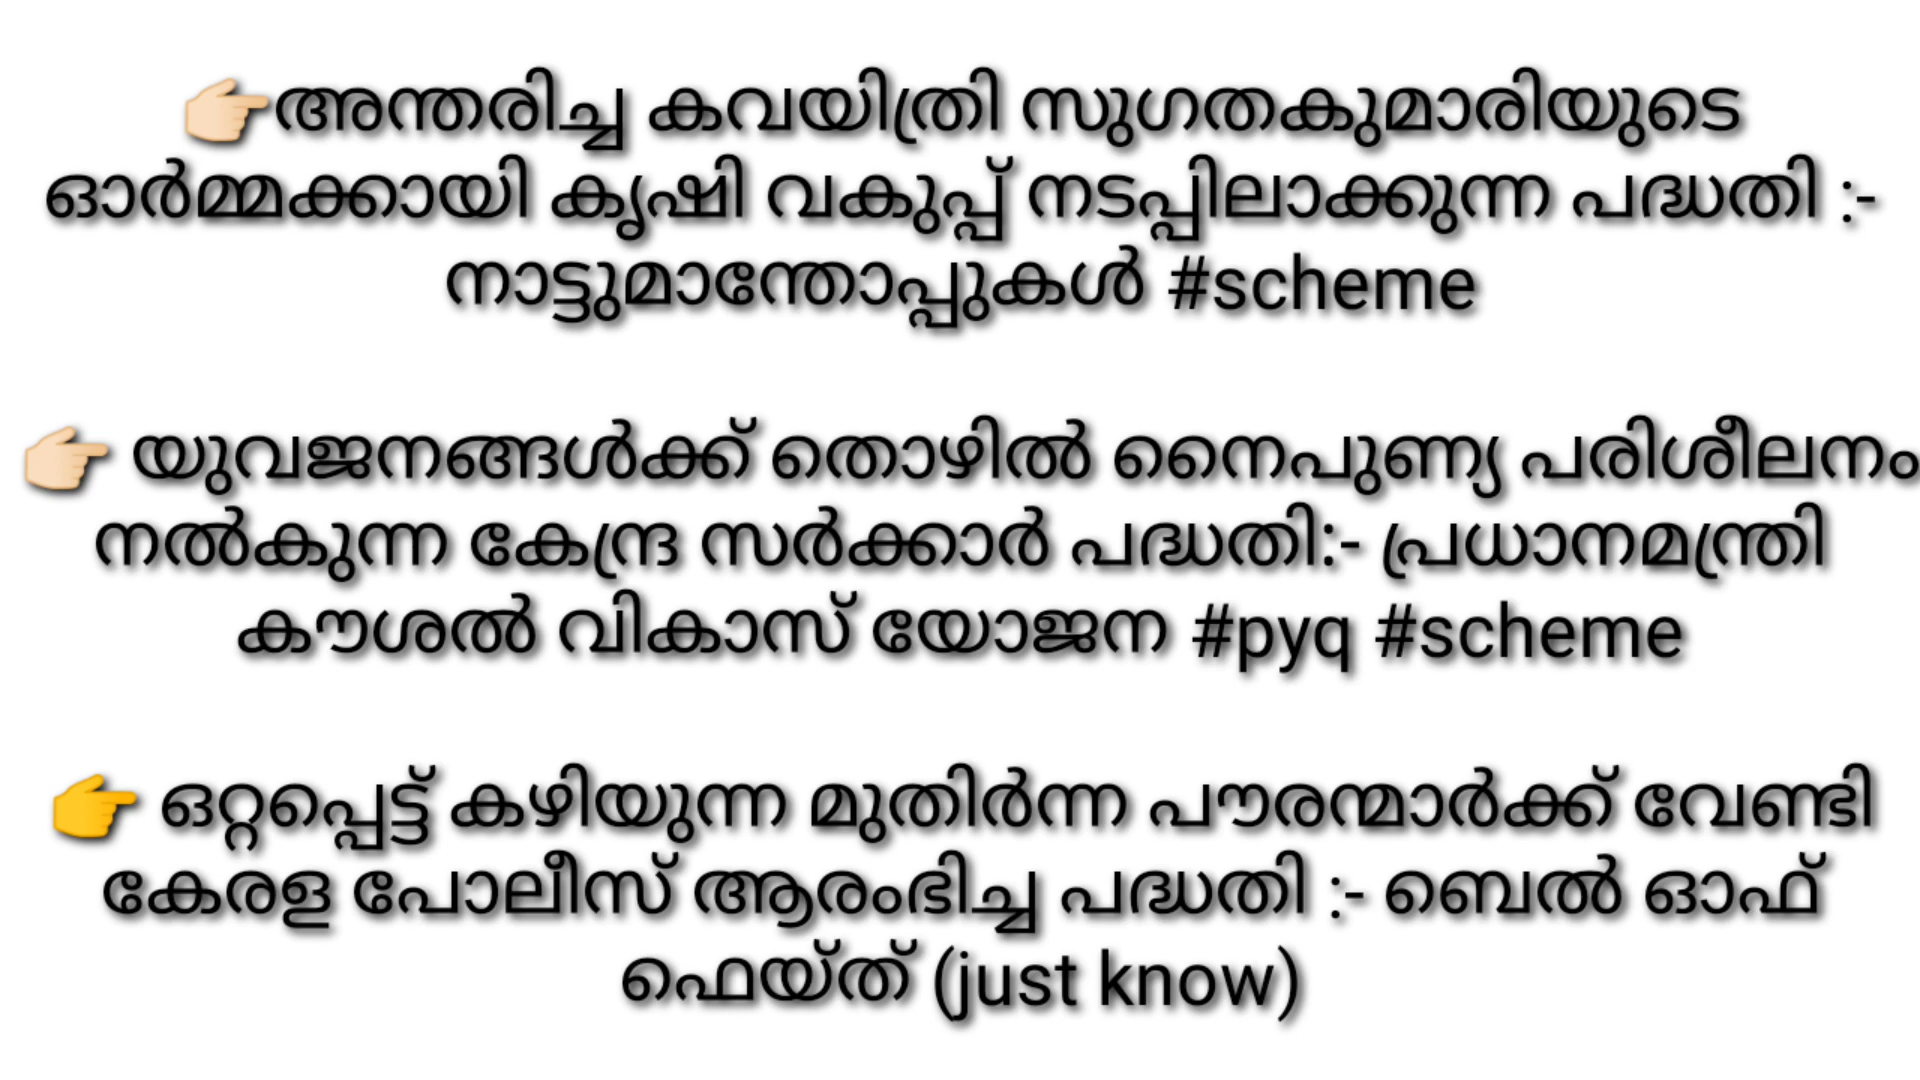 👉🏻അന്തരിച്ച കവയിത്രി സുഗതകുമാരിയുടെ
ഓർമ്മക്കായി കൃഷി വകുപ്പ് നടപ്പിലാക്കുന്ന പദ്ധതി :-
നാട്ടുമാന്തോപ്പുകൾ #scheme
👉🏻 യുവജനങ്ങൾക്ക് തൊഴിൽ നൈപുണ്യ പരിശീലനം
നൽകുന്ന കേന്ദ്ര സർക്കാർ പദ്ധതി:- പ്രധാനമന്ത്രി
കൗശൽ വികാസ് യോജന #pyq #scheme
👉 ഒറ്റപ്പെട്ട് കഴിയുന്ന മുതിർന്ന പൗരന്മാർക്ക് വേണ്ടി
കേരള പോലീസ് ആരംഭിച്ച പദ്ധതി :- ബെൽ ഓഫ്
ഫെയ്ത് (just know)